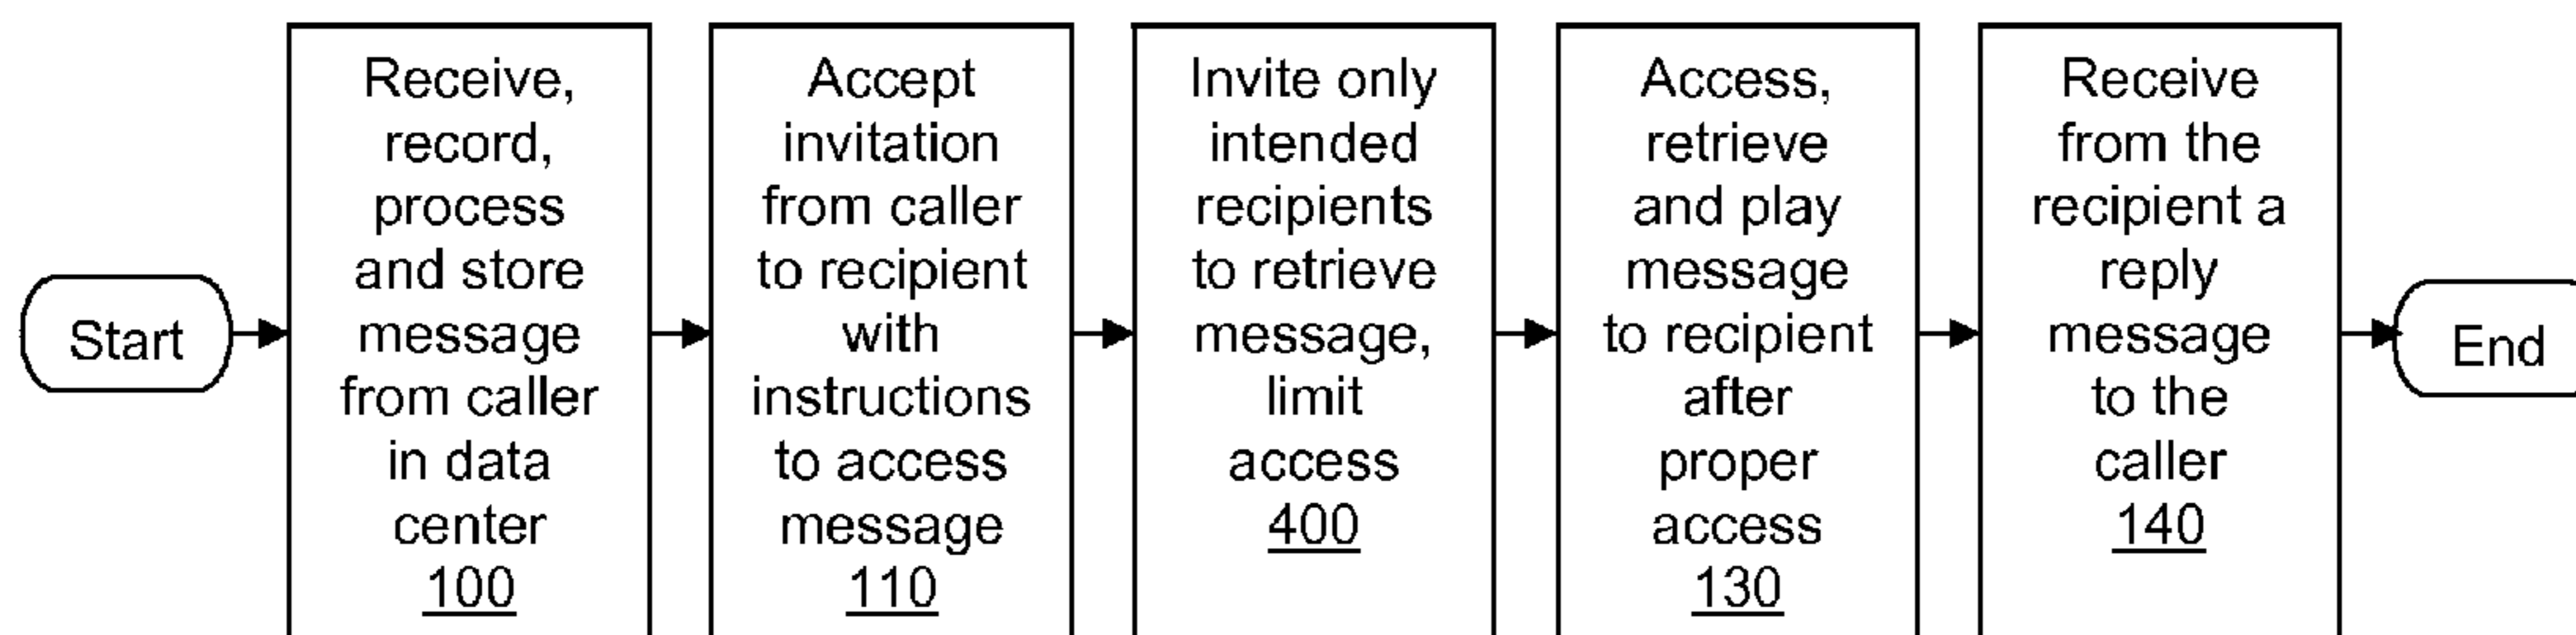 Start
Receive,
record,
process
and store
message
from caller
in data
center
100
Accept
invitation
from caller
to recipient
with
instructions
to access
message
110
Invite only
intended
recipients
to retrieve
message,
limit
access
400
Access,
retrieve
and play
message
to recipient
after
proper
access
130
Receive
from the
recipient a
reply
message
to the
caller
140
End